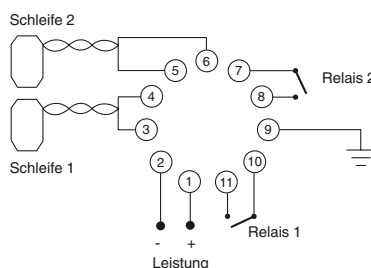 Schleife 2
6
5
7
Relais 2
4
8
3
9
Schleife 1
2
10
1
11
Relais 1
- +
Leistung